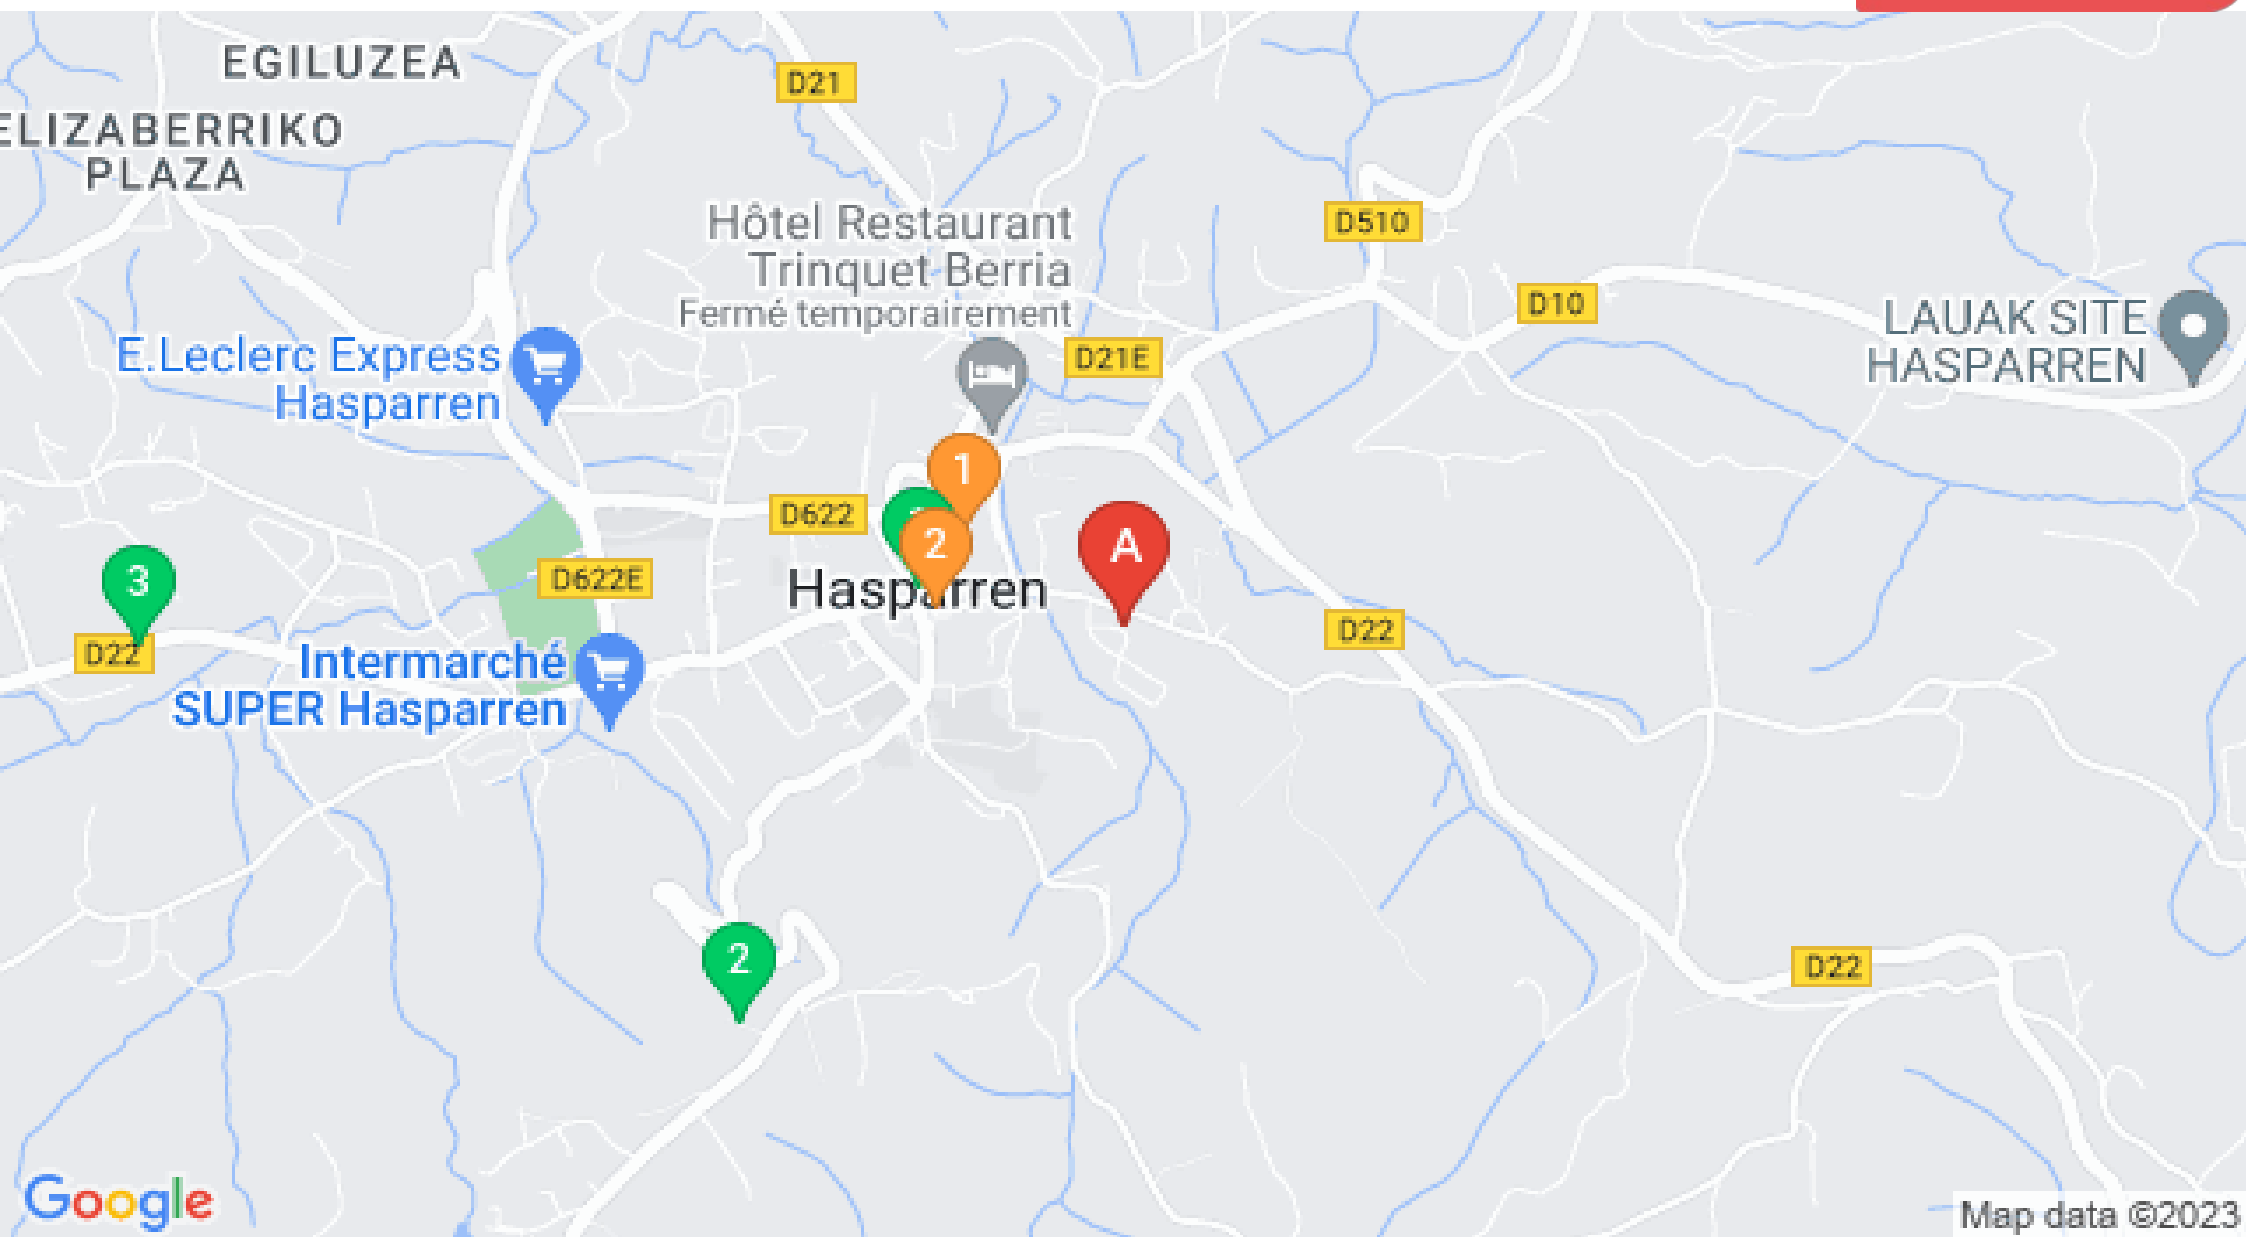 EGILUZEA
D21
ELIZABERRIKO
PLAZA
Hôtel Restaurant
Trinquet Berria
Fermé temporairement
D510
D10
LAUAK SITE
HASPARREN
E.Leclerc Express
Hasparren
D21E
1
D622
2
A
3
D622E
Hasparren
D22
D22
Intermarché
SUPER Hasparren
2
D22
Google
Map data ©2023